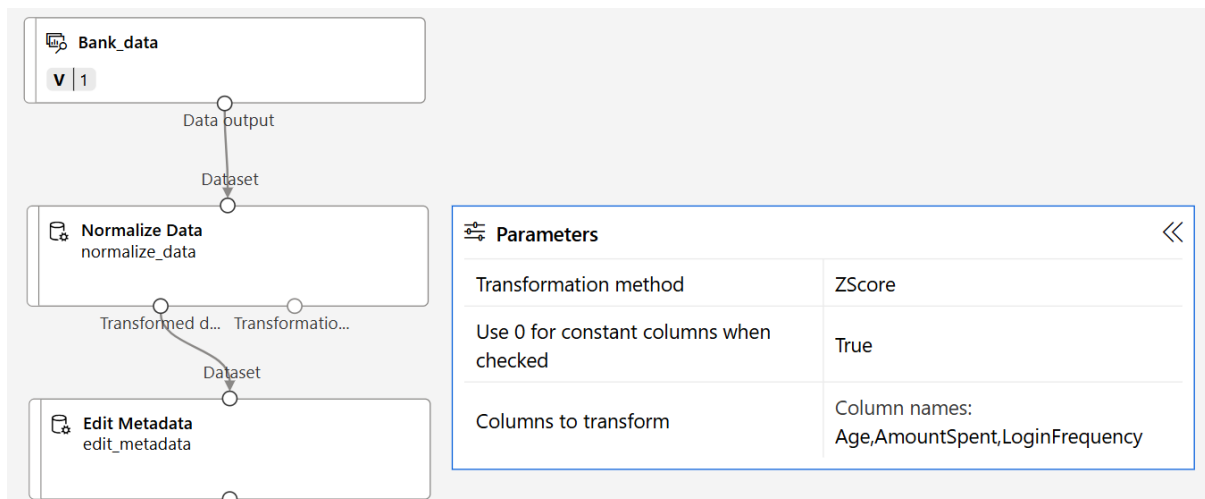 Bank_data
V 1
Data output
Dataset
Normalize Data
normalize_data
Transformed d... Transformatio...
Dataset
Edit Metadata
edit_metadata
Parameters
Transformation method
ZScore
Use 0 for constant columns when
checked
True
Columns to transform
Column names:
Age,AmountSpent,LoginFrequency